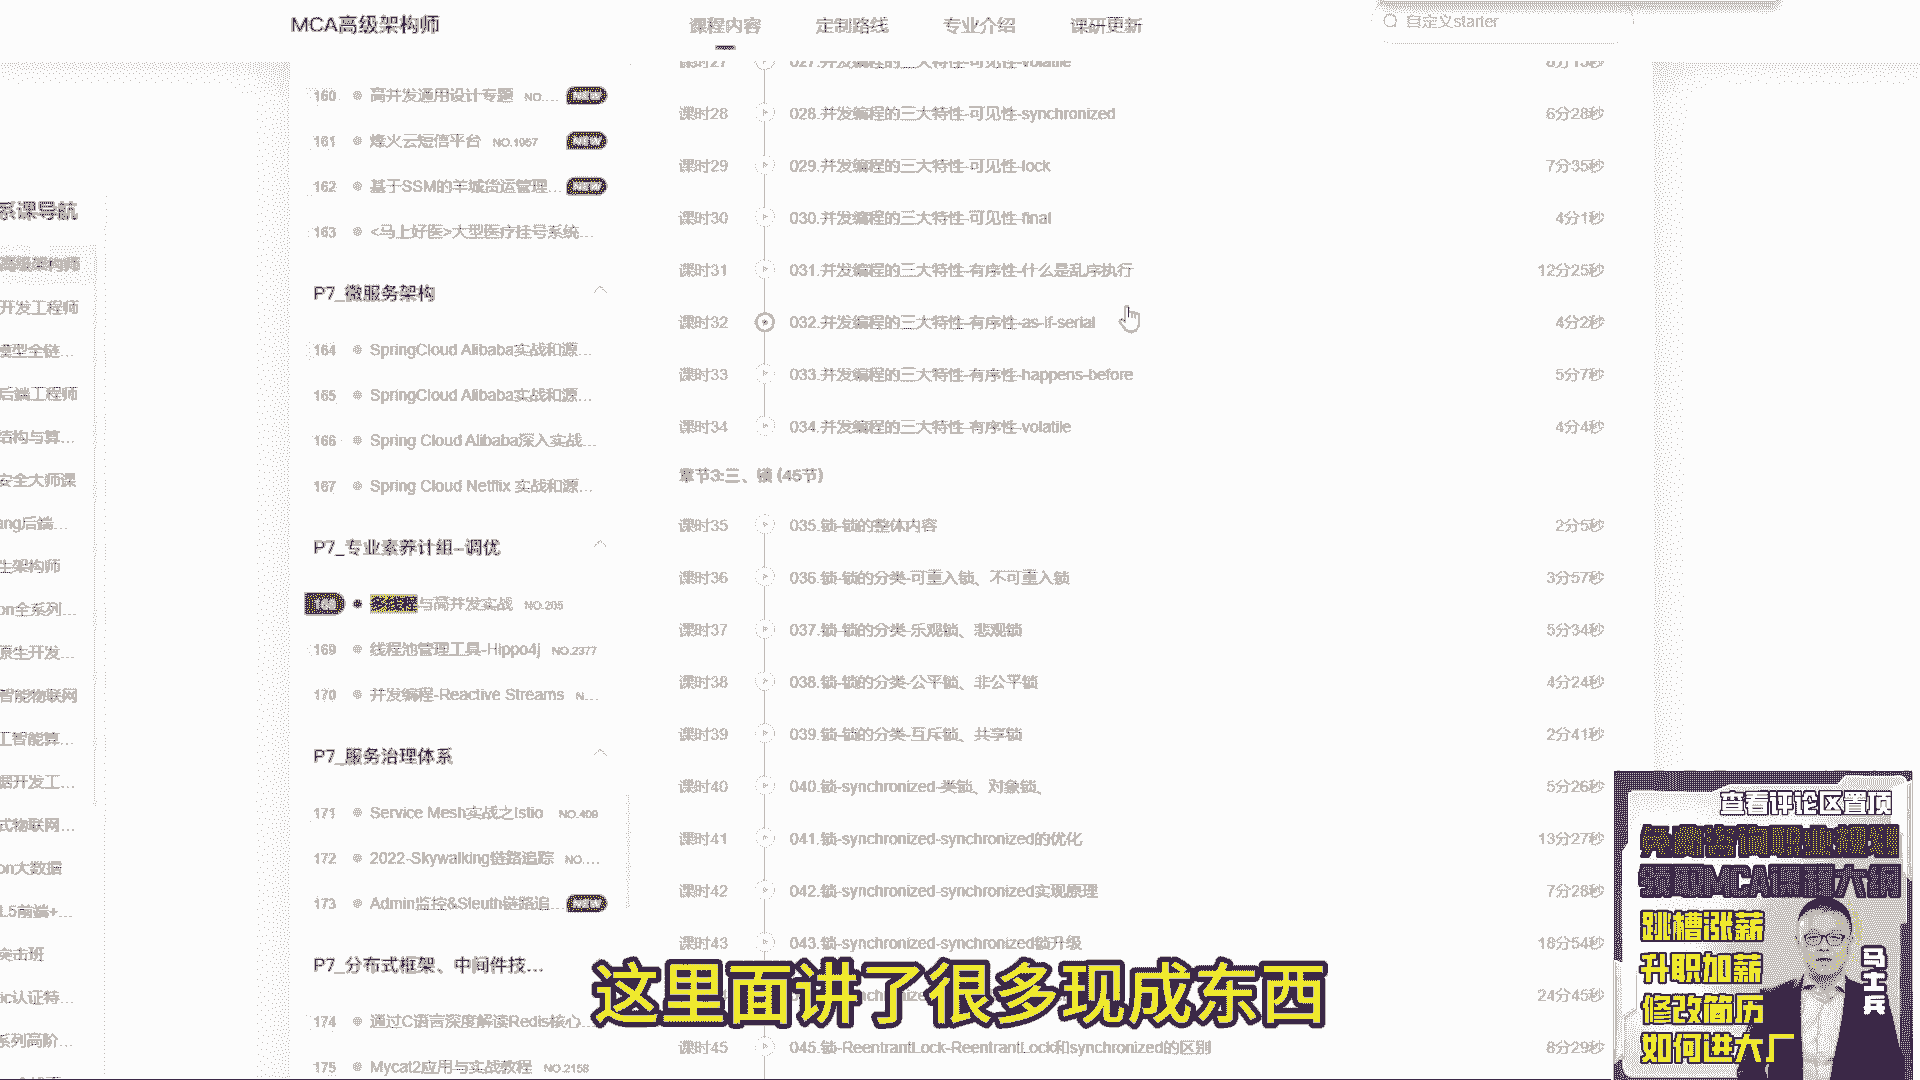 MCA高级架构师
课程内容
定制路线
专业介绍
课研更新
自定义starter
系课导航
高级架构师
开发工程师
模型全链...
后端工程师
结构与算...
安全大师课
ang后端...
生架构师
on全系列...
原生开发...
智能物联网
工智能算...
据开发工...
式物联网...
on大数据
L5前端+...
突击班
ic认证特...
系列高阶...
160 高并发通用设计专题 NO.... NEW
161 烽火云短信平台 NO.1957 NEW
162 基于SSM的羊城货运管理... NEW
163 <马上好医>大型医疗挂号系统...
P7_微服务架构
164 SpringCloud Alibaba实战和源...
165 SpringCloud Alibaba实战和源...
166 Spring Cloud Alibaba深入实战...
167 Spring Cloud Netflix 实战和源...
P7_专业素养计组--调优
168 多线程与高并发实战 NO.205
169 线程池管理工具-Hippo4j NO.2377
170 并发编程-Reactive Streams N...
P7_服务治理体系
171 Service Mesh实战之Istio NO.409
172 2022-Skywalking链路追踪 NO....
173 Admin监控&Sleuth链路追... NEW
P7_分布式框架、中间件技...
174 通过C语言深度解读Redis核心...
175 Mycat2应用与实战教程 NO.2158
课时27 027.并发编程的三大特性-可见性-volatile 8分13秒
课时28 028.并发编程的三大特性-可见性-synchronized 6分28秒
课时29 029.并发编程的三大特性-可见性-lock 7分35秒
课时30 030.并发编程的三大特性-可见性-final 4分1秒
课时31 031.并发编程的三大特性-有序性-什么是乱序执行 12分25秒
课时32 032.并发编程的三大特性-有序性-as-if-serial 4分2秒
课时33 033.并发编程的三大特性-有序性-happens-before 5分7秒
课时34 034.并发编程的三大特性-有序性-volatile 4分4秒
章节3:三、锁 (45节)
课时35 035.锁-锁的整体内容 2分5秒
课时36 036.锁-锁的分类-可重入锁、不可重入锁 3分57秒
课时37 037.锁-锁的分类-乐观锁、悲观锁 5分34秒
课时38 038.锁-锁的分类-公平锁、非公平锁 4分24秒
课时39 039.锁-锁的分类-互斥锁、共享锁 2分41秒
课时40 040.锁-synchronized-类锁、对象锁、 5分26秒
课时41 041.锁-synchronized-synchronized的优化 13分27秒
课时42 042.锁-synchronized-synchronized实现原理 7分28秒
课时43 043.锁-synchronized-synchronized锁升级 18分54秒
24分45秒
课时45 045.锁-ReentrantLock-ReentrantLock和synchronized的区别 8分29秒
这里面讲了很多现成东西
查看评论区置顶
免费咨询职业规划
领取MCA课程大纲
跳槽涨薪
升职加薪
修改简历
如何进大厂
马士兵